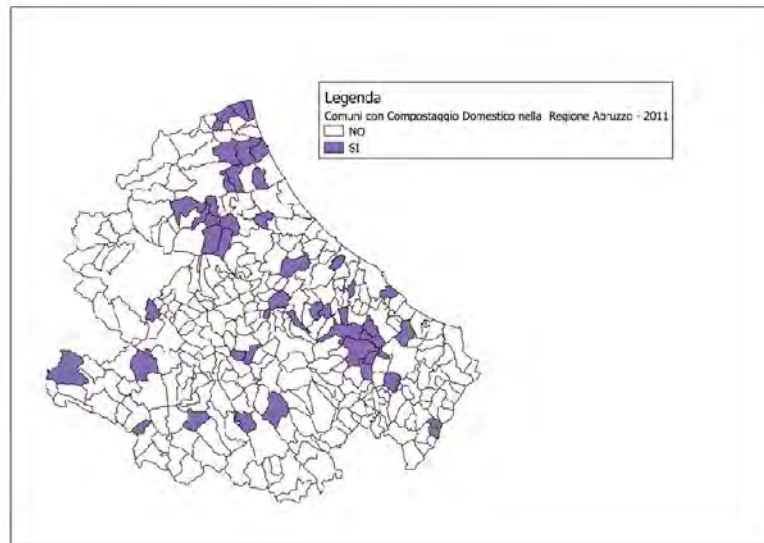 Legenda
Comuni con Compostaggio Domestico nella Regione Abruzzo - 2011
NO
SI